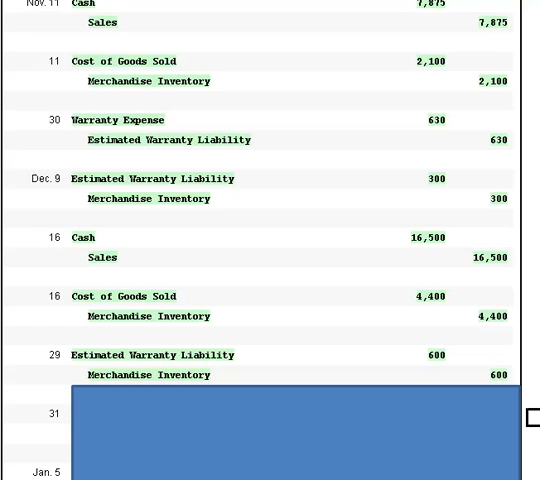 Nov. 11 Cash 7,875
Sales 7,875
11 Cost of Goods Sold 2,100
Merchandise Inventory 2,100
30 Warranty Expense 630
Estimated Warranty Liability 630
Dec. 9 Estimated Warranty Liability 300
Merchandise Inventory 300
16 Cash 16,500
Sales 16,500
16 Cost of Goods Sold 4,400
Merchandise Inventory 4,400
29 Estimated Warranty Liability 600
Merchandise Inventory 600
31
Jan. 5